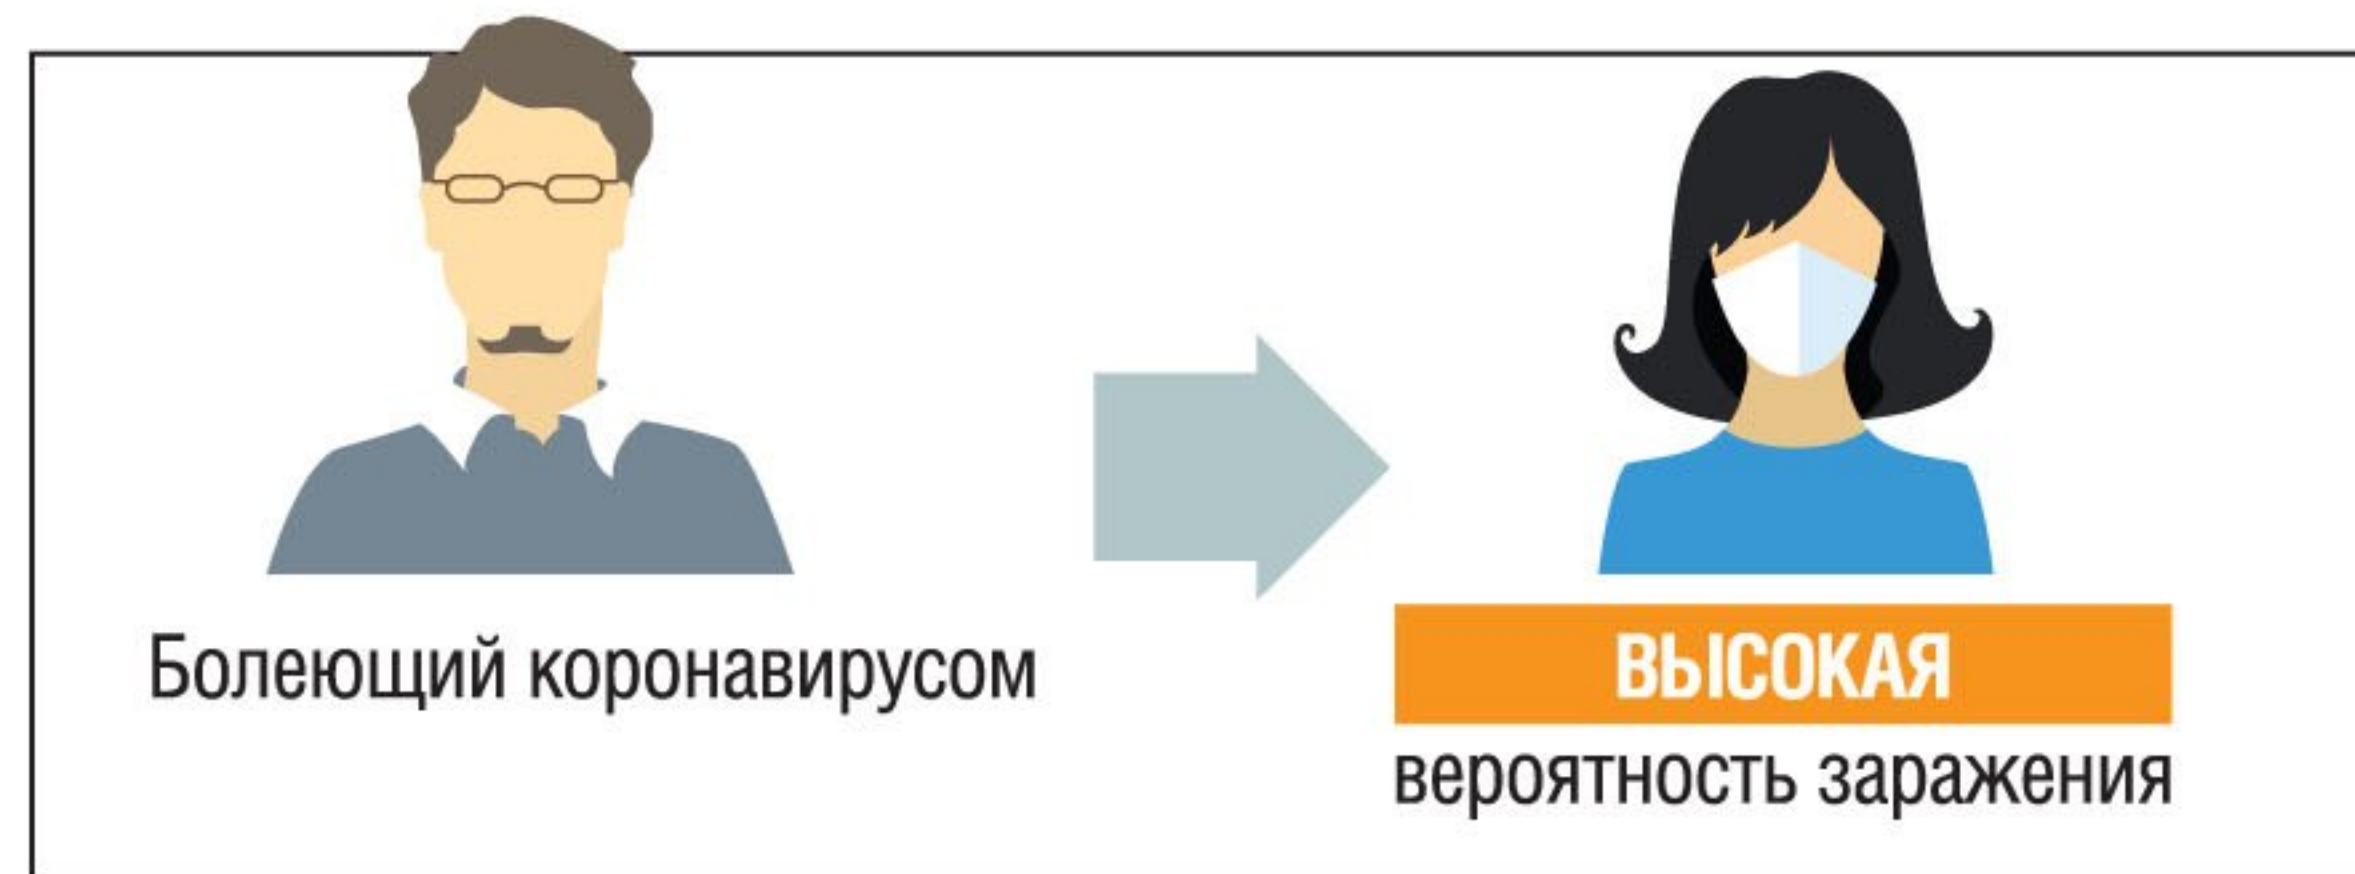 Болеющий коронавирусом
ВЫСОКАЯ
вероятность заражения